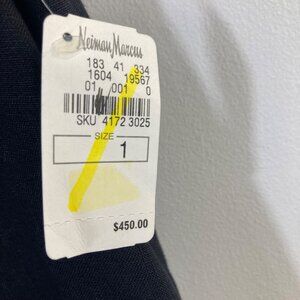 Neiman Marcus
183 41 334
1604 19567
01 001 0
SKU 4172 3025
SIZE
1
$450.00